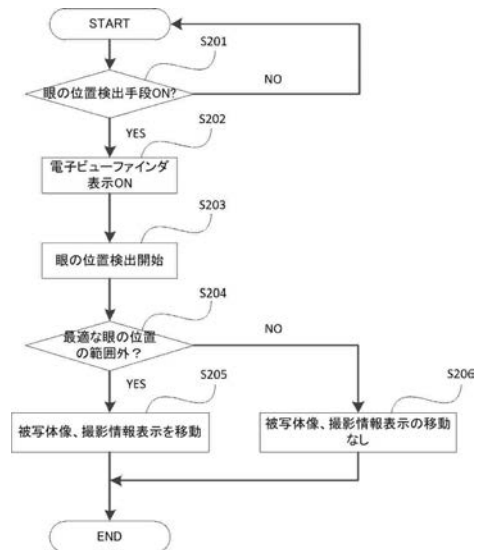 START
S201
眼の位置検出手段ON?
NO
YES
S202
電子ビューファインダ
表示ON
S203
眼の位置検出開始
S204
最適な眼の位置
の範囲外？
NO
YES
S205
S206
被写体像、撮影情報表示を移動
被写体像、撮影情報表示の移動
なし
END